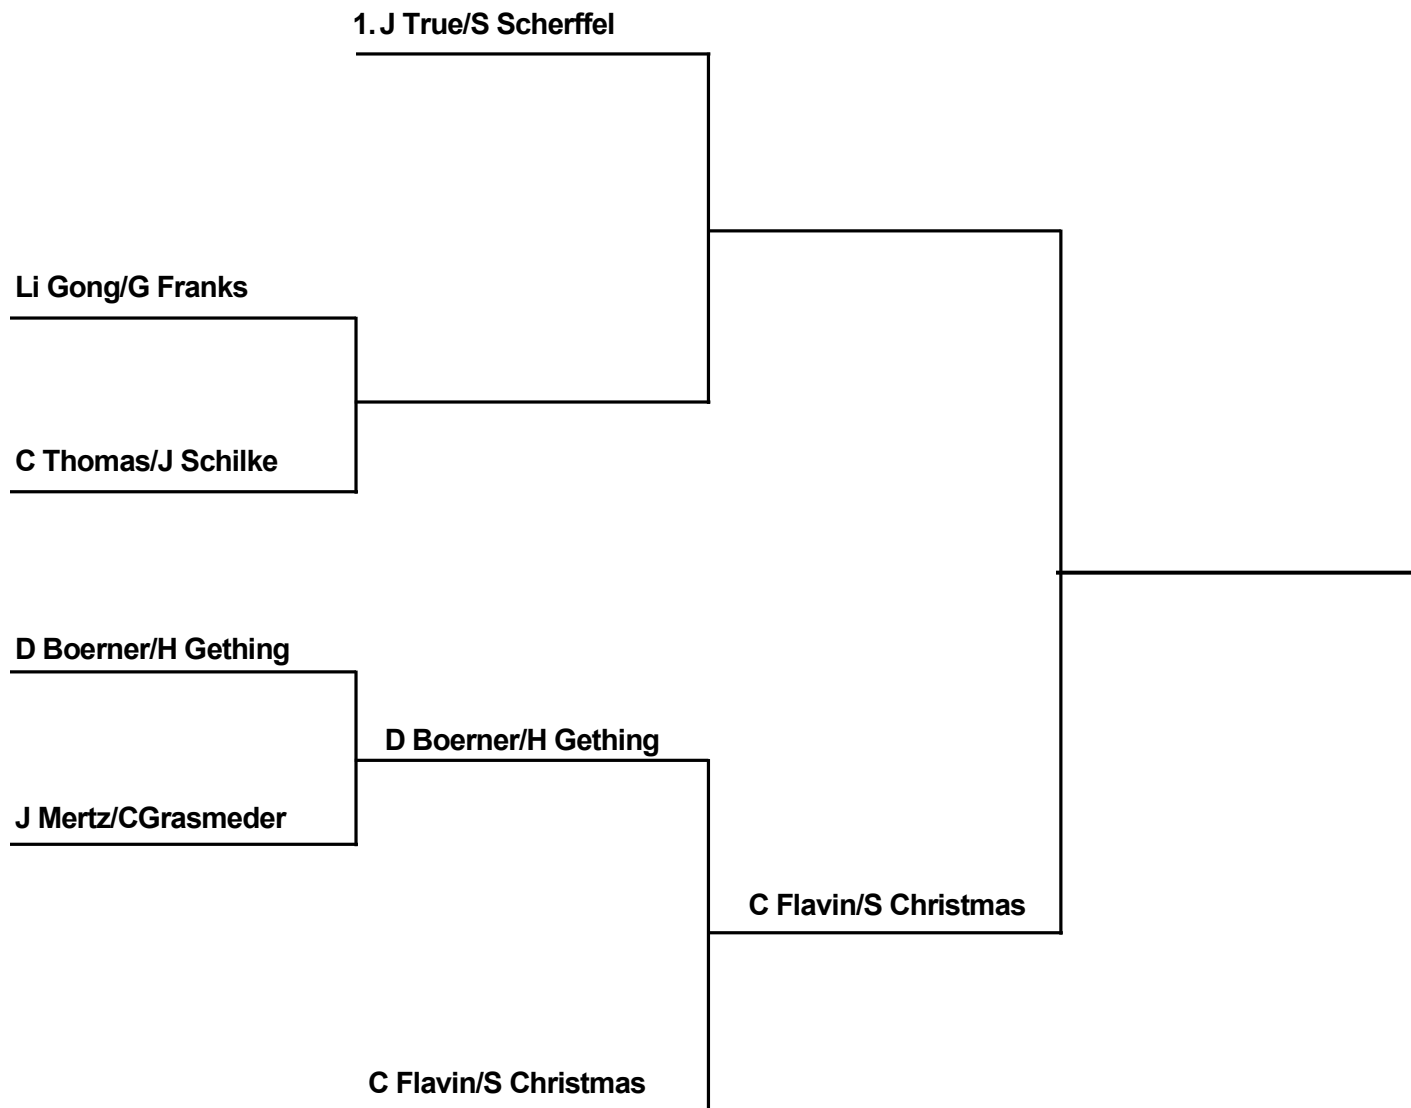 1. J True/S Scherffel
Li Gong/G Franks
C Thomas/J Schilke
D Boerner/H Gething
D Boerner/H Gething
J Mertz/CGrasmeder
C Flavin/S Christmas
C Flavin/S Christmas